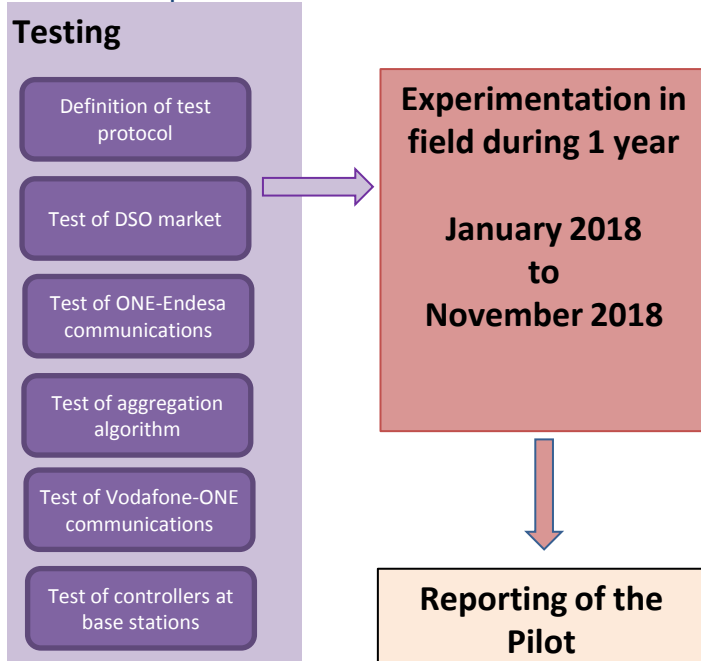 Testing
Definition of test
protocol
Test of DSO market
Test of ONE-Endesa
communications
Test of aggregation
algorithm
Test of Vodafone-ONE
communications
Test of controllers at
base stations
Experimentation in
field during 1 year
January 2018
to
November 2018
Reporting of the
Pilot